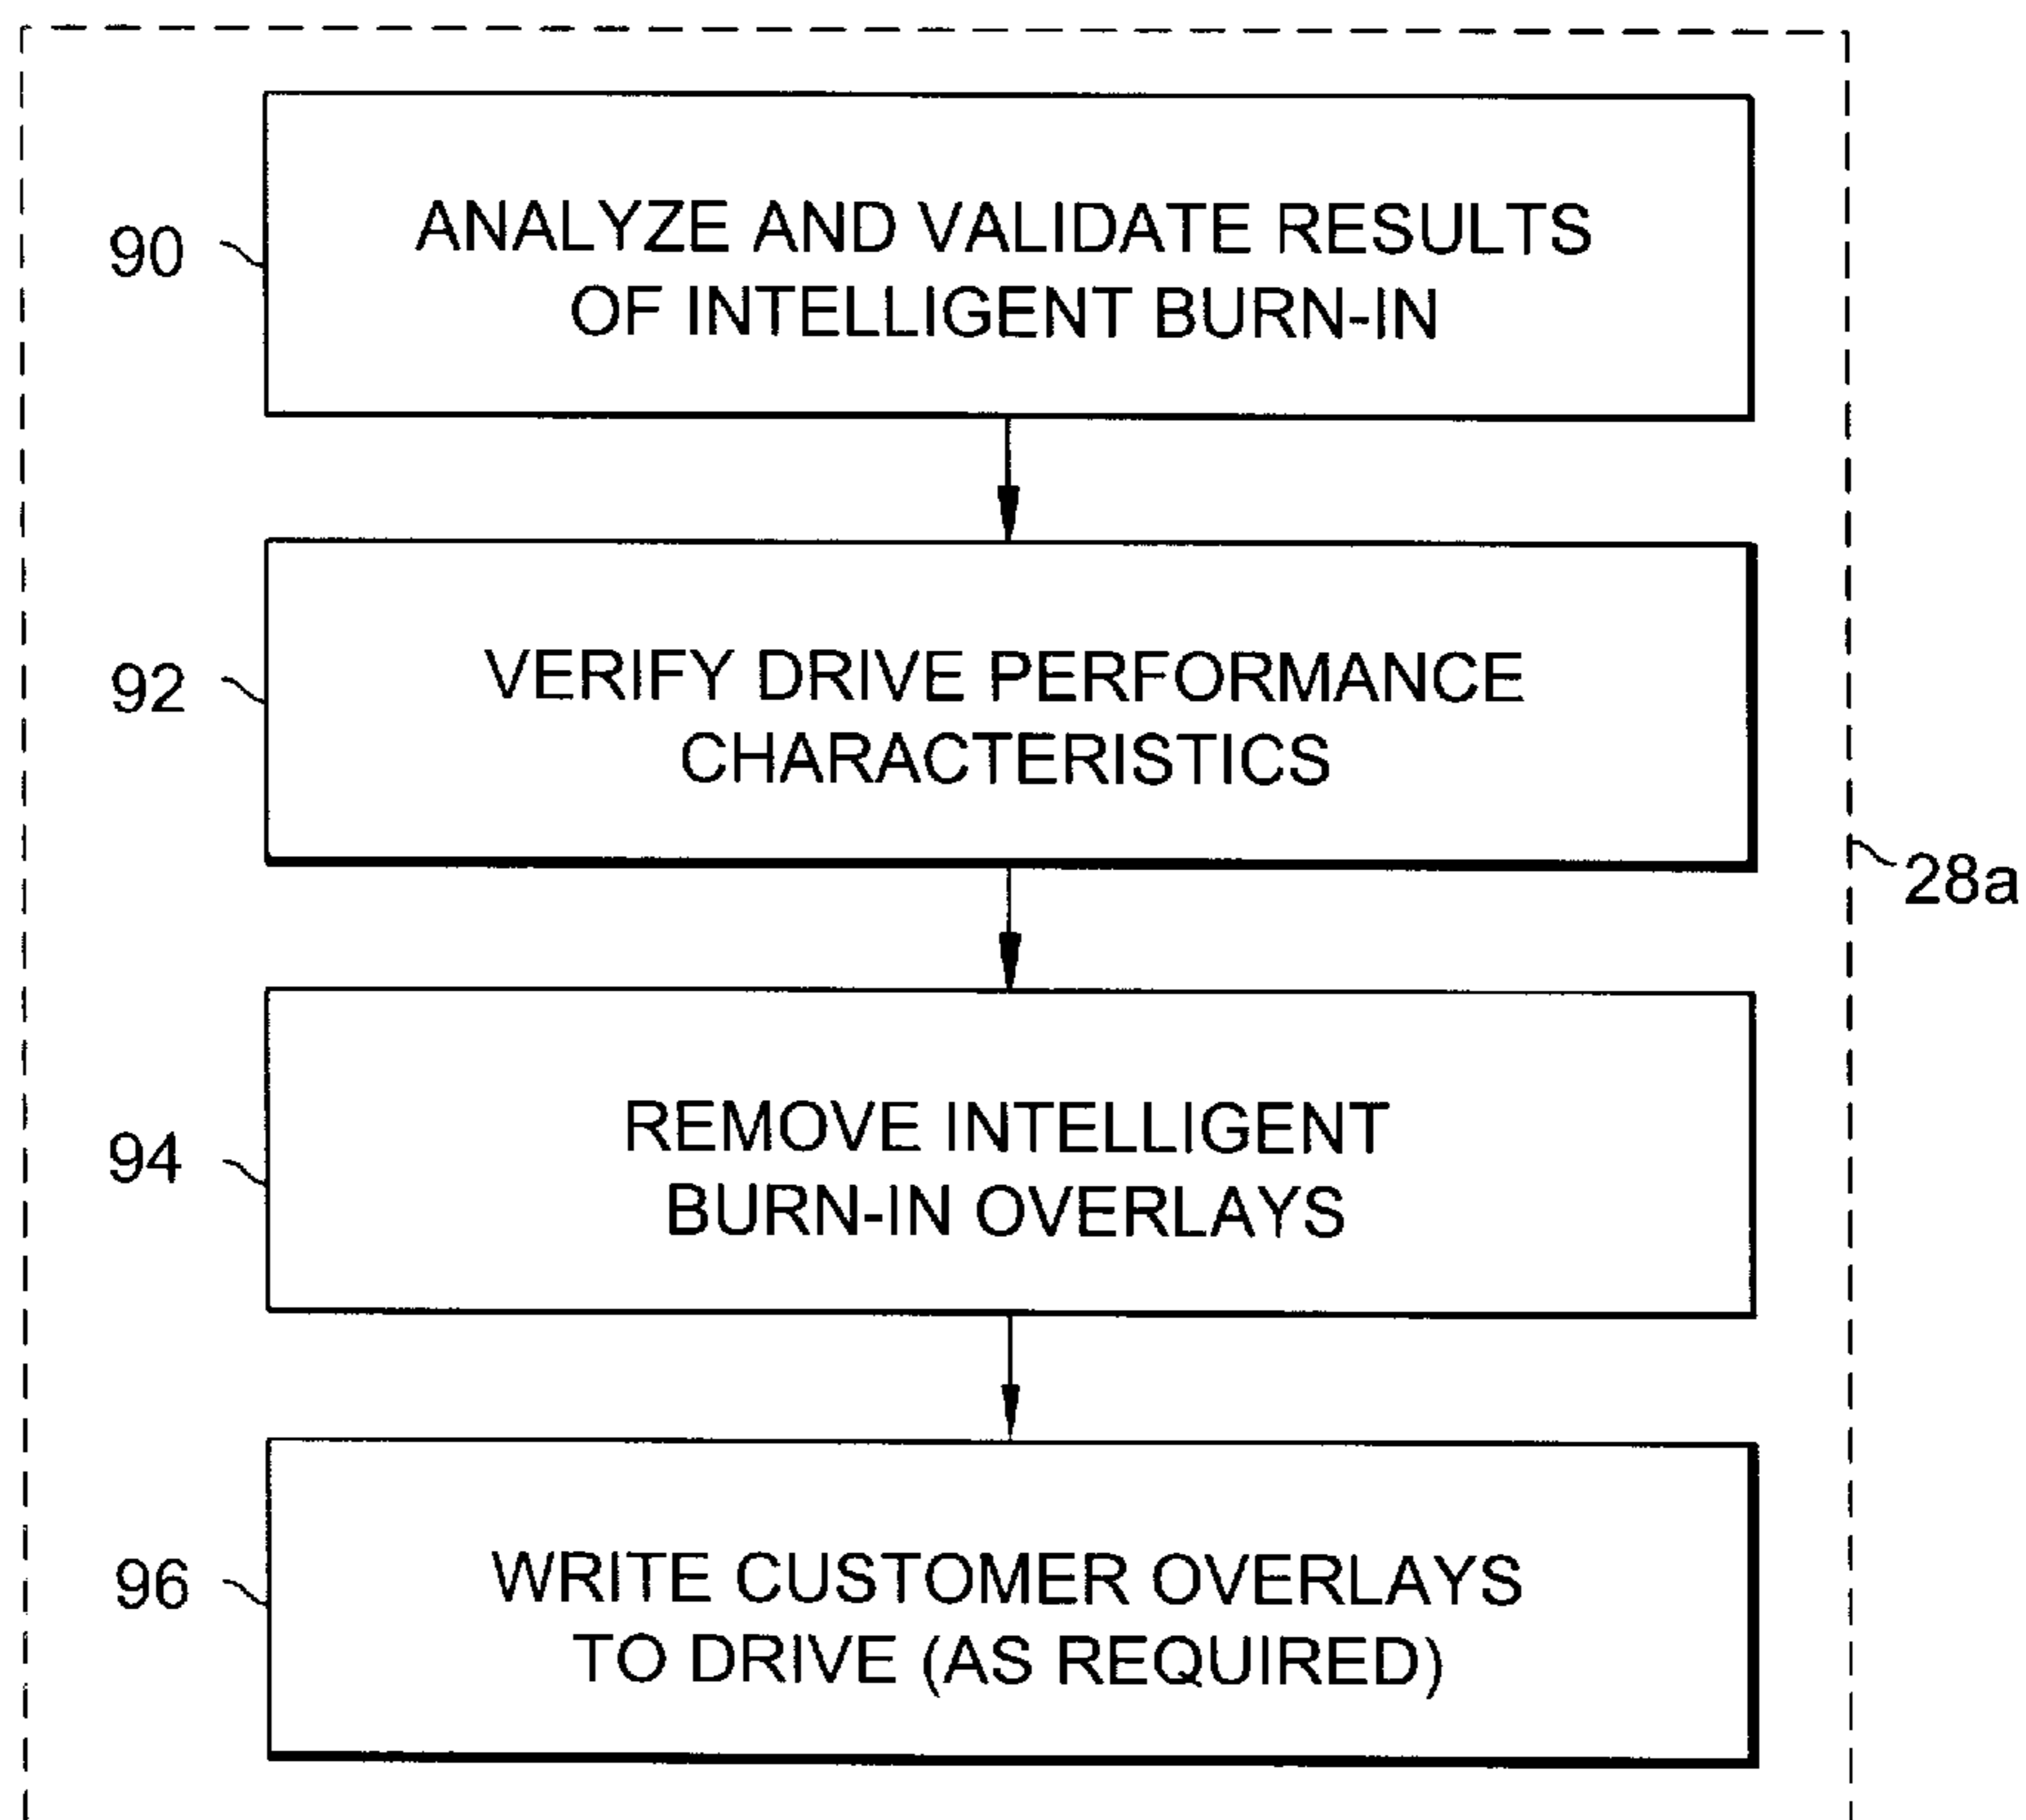 90
ANALYZE AND VALIDATE RESULTS
OF INTELLIGENT BURN-IN
92
VERIFY DRIVE PERFORMANCE
CHARACTERISTICS
28a
94
REMOVE INTELLIGENT
BURN-IN OVERLAYS
96
WRITE CUSTOMER OVERLAYS
TO DRIVE (AS REQUIRED)